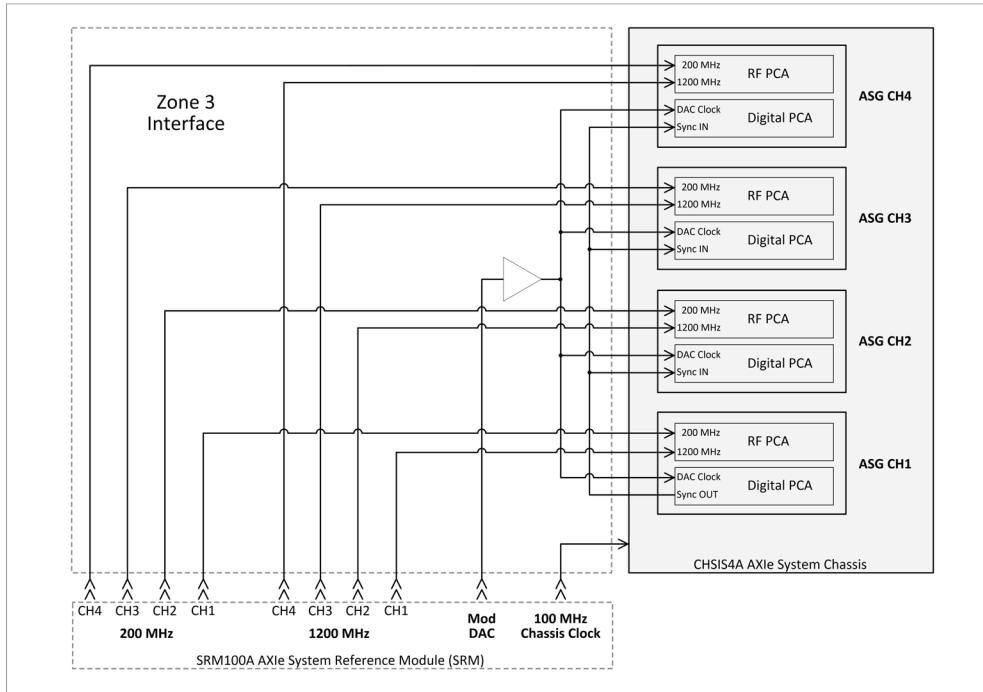 Zone 3
Interface
200 MHz
1200 MHz
RF PCA
DAC Clock
Sync IN
Digital PCA
ASG CH4
200 MHz
1200 MHz
RF PCA
DAC Clock
Sync IN
Digital PCA
ASG CH3
200 MHz
1200 MHz
RF PCA
DAC Clock
Sync IN
Digital PCA
ASG CH2
200 MHz
1200 MHz
RF PCA
DAC Clock
Sync OUT
Digital PCA
ASG CH1
CHSIS4A AXIe System Chassis
CH4 CH3 CH2 CH1
200 MHz
CH4 CH3 CH2 CH1
1200 MHz
Mod
DAC
100 MHz
Chassis Clock
SRM100A AXIe System Reference Module (SRM)